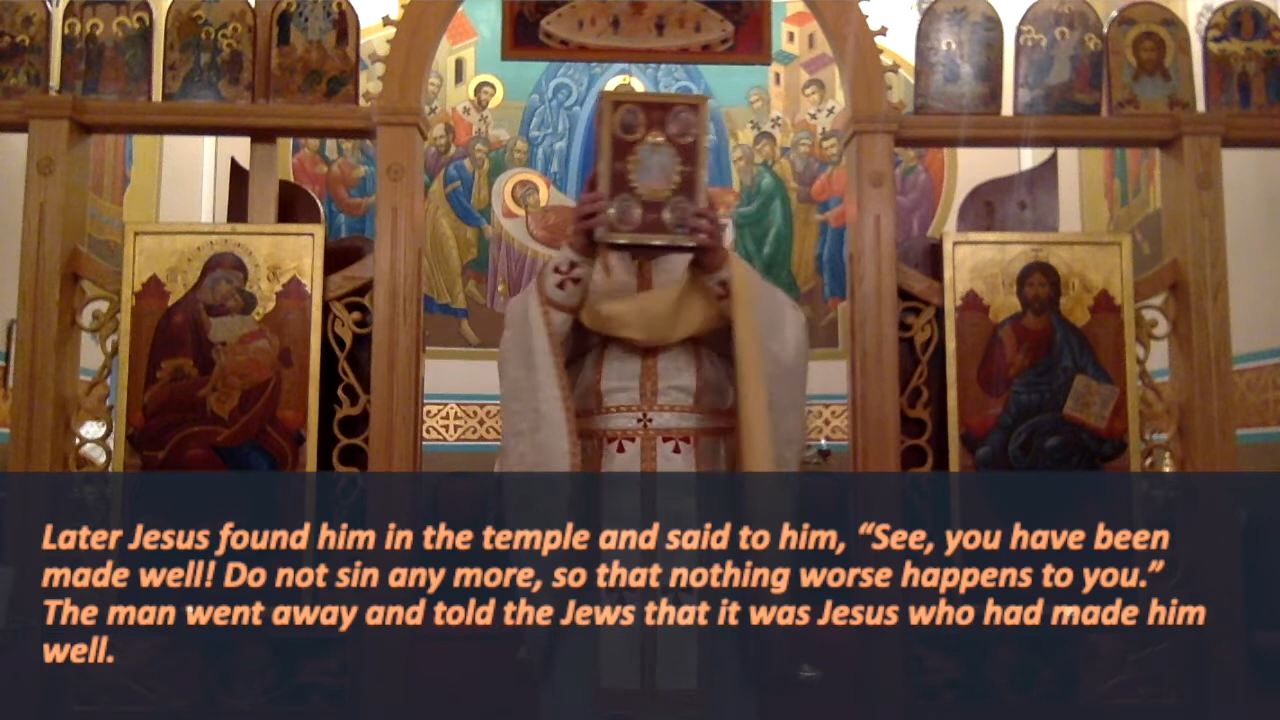 Later Jesus found him in the temple and said to him, “See, you have been
made well! Do not sin any more, so that nothing worse happens to you.”
The man went away and told the Jews that it was Jesus who had made him
well.